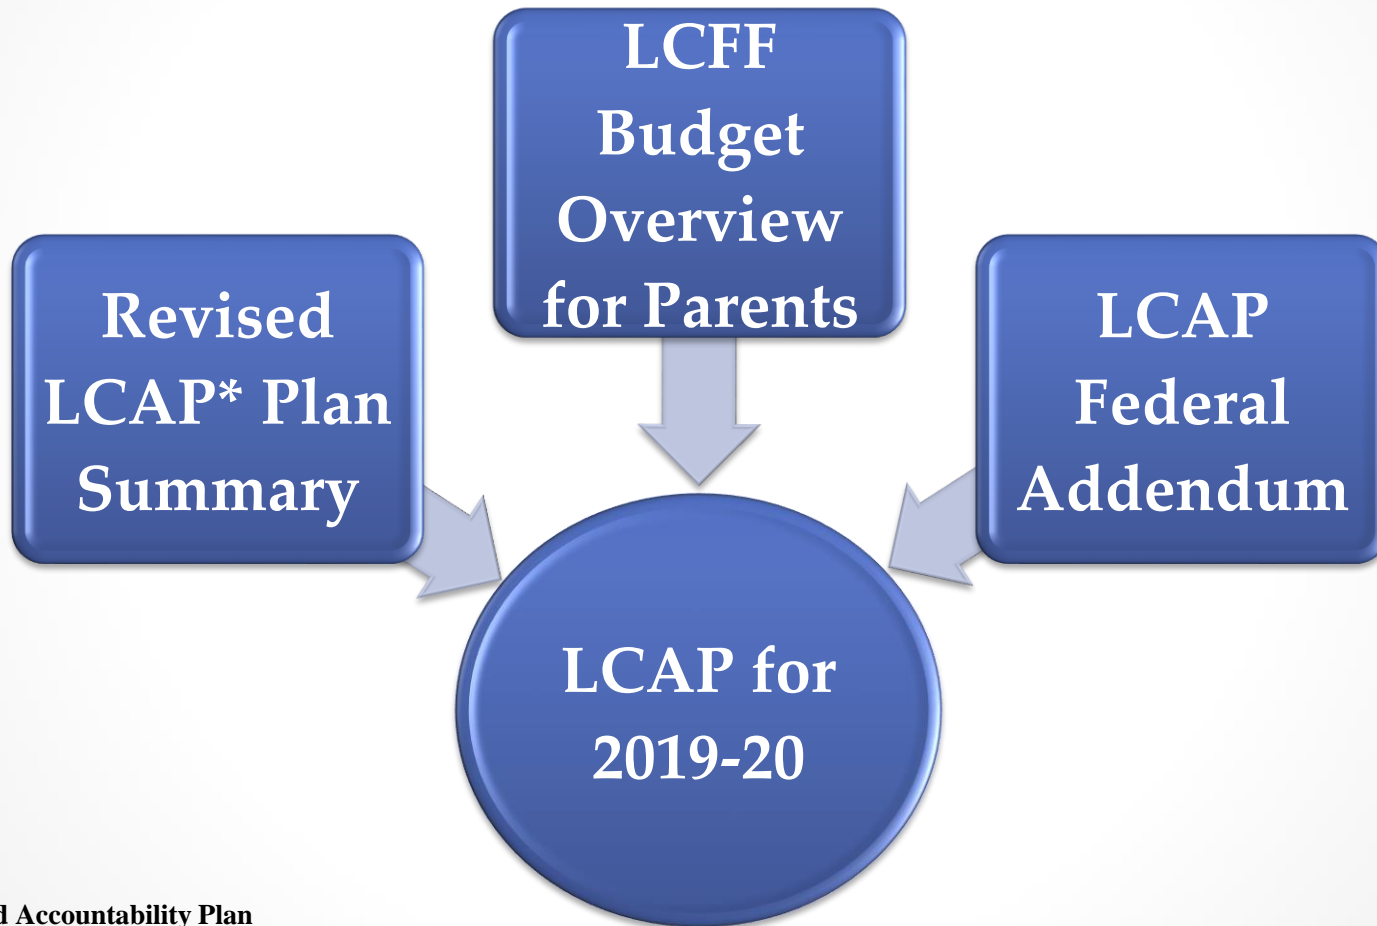 LCFF
Budget
Overview
for Parents
Revised
LCAP* Plan
Summary
LCAP
Federal
Addendum
LCAP for
2019-20
d Accountability Plan